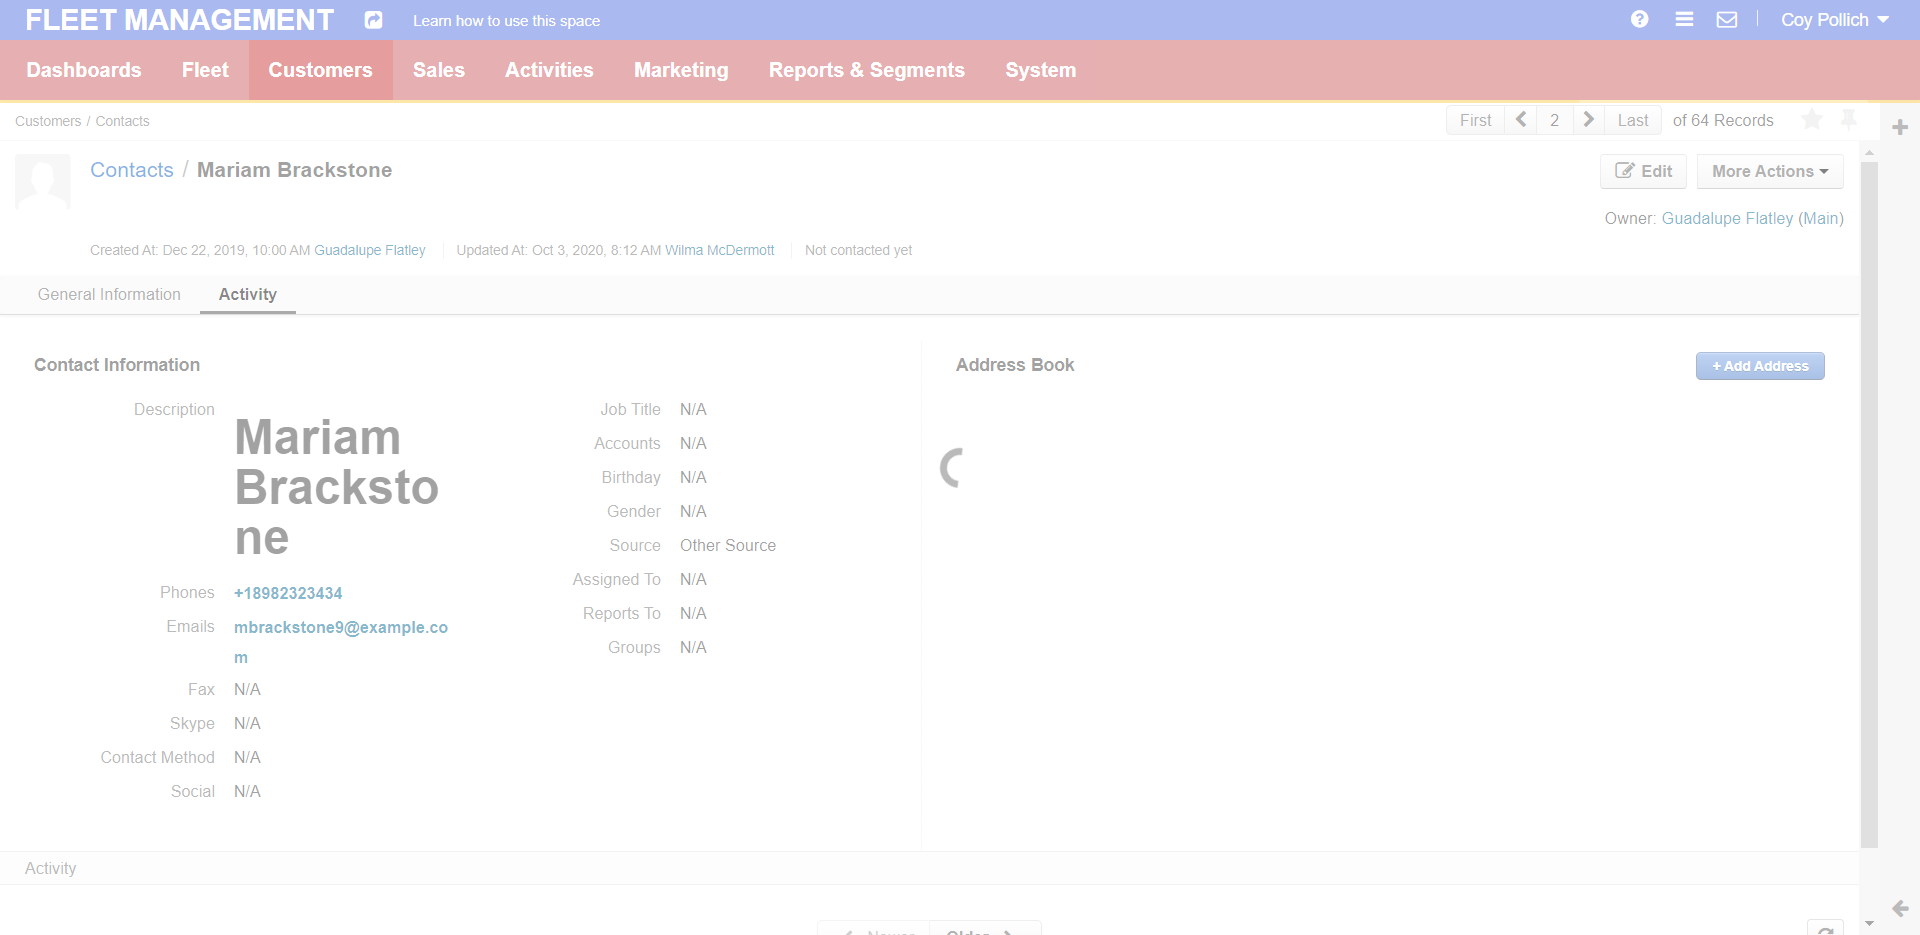 FLEET MANAGEMENT
Learn how to use this space
Coy Pollich
Dashboards
Fleet
Customers
Sales
Activities
Marketing
Reports & Segments
System
Customers / Contacts
First
2
Last
of 64 Records
Contacts / Mariam Brackstone
Edit
More Actions
Owner: Guadalupe Flatley (Main)
Created At: Dec 22, 2019, 10:00 AM Guadalupe Flatley
Updated At: Oct 3, 2020, 8:12 AM Wilma McDermott
Not contacted yet
General Information
Activity
Contact Information
Description
Mariam
Bracksto
ne
Phones
+18982323434
Emails
mbrackstone9@example.co
m
Fax
N/A
Skype
N/A
Contact Method
N/A
Social
N/A
Job Title
N/A
Accounts
N/A
Birthday
N/A
Gender
N/A
Source
Other Source
Assigned To
N/A
Reports To
N/A
Groups
N/A
Address Book
+ Add Address
Activity
Newer
Older